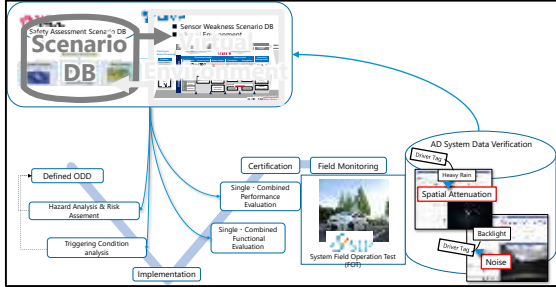 Safety Assessment Scenario DB
Scenario
DB
■ Sensor Weakness Scenario DB
Virtual
Environment
AD System Data Verification
Driver Tag
Heavy Rain
Spatial Attenuation
Backlight
Driver Tag
Noise
Certification
Field Monitoring
Defined ODD
Hazard Analysis & Risk
Assement
Triggering Condition
analysis
Single・Combined
Performance
Evaluation
Single・Combined
Functional
Evaluation
Implementation
SIP
System Field Operation Test
(FOT)